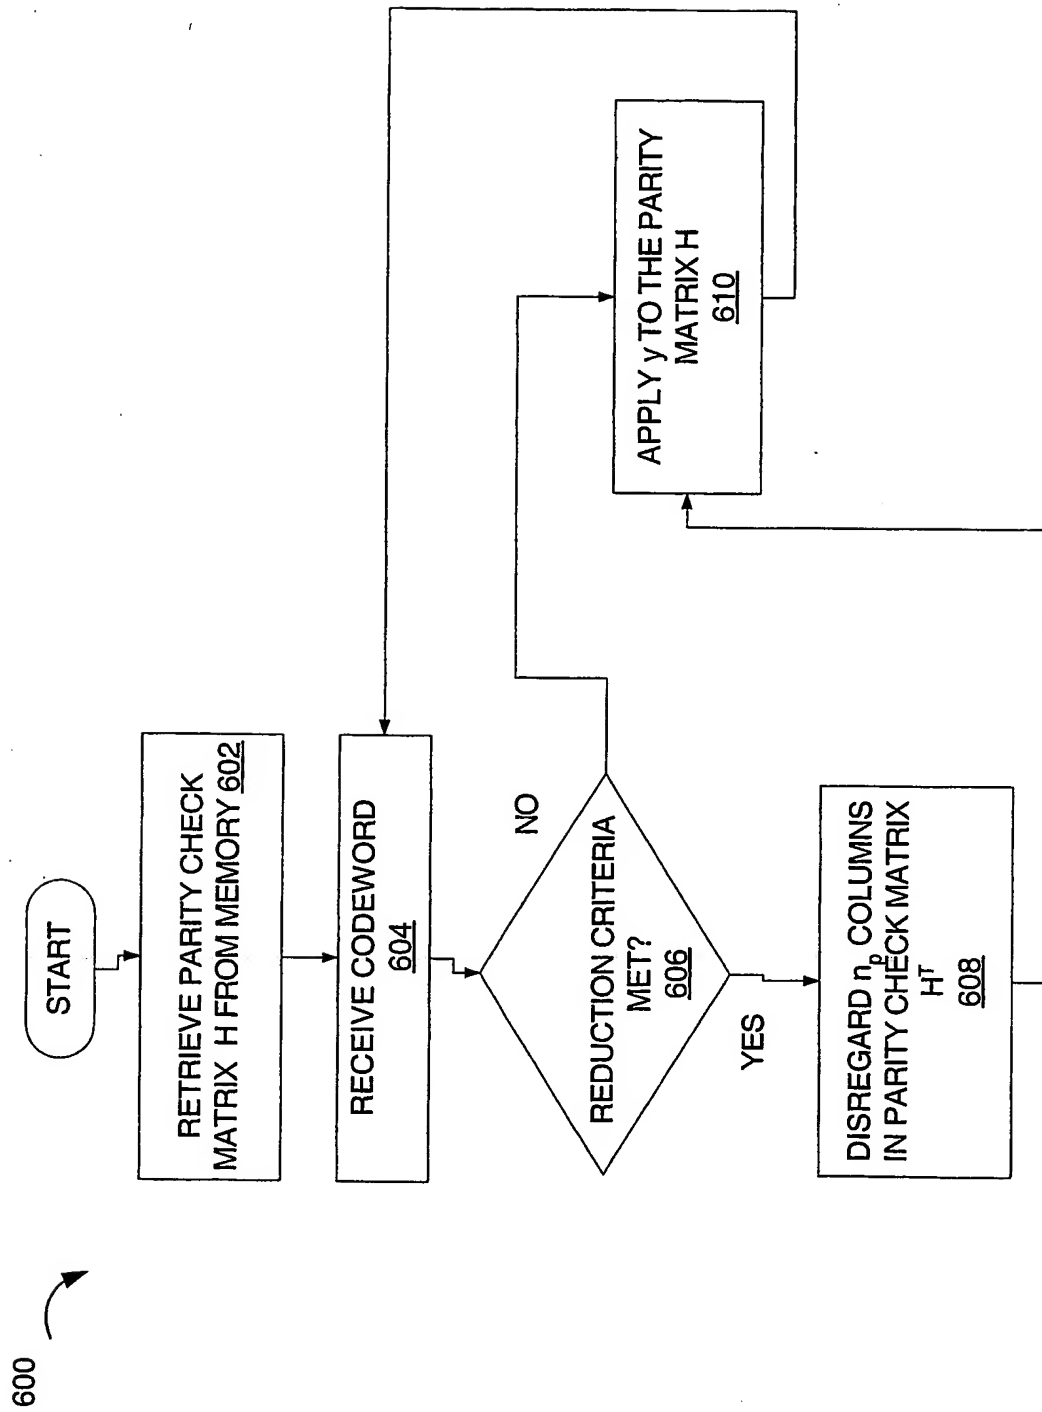 600
START
RETRIEVE PARITY CHECK
MATRIX H FROM MEMORY 602
RECEIVE CODEWORD
604
REDUCTION CRITERIA
MET?
606
NO
YES
DISREGARD n_p COLUMNS
IN PARITY CHECK MATRIX
H^T
608
APPLY y TO THE PARITY
MATRIX H
610